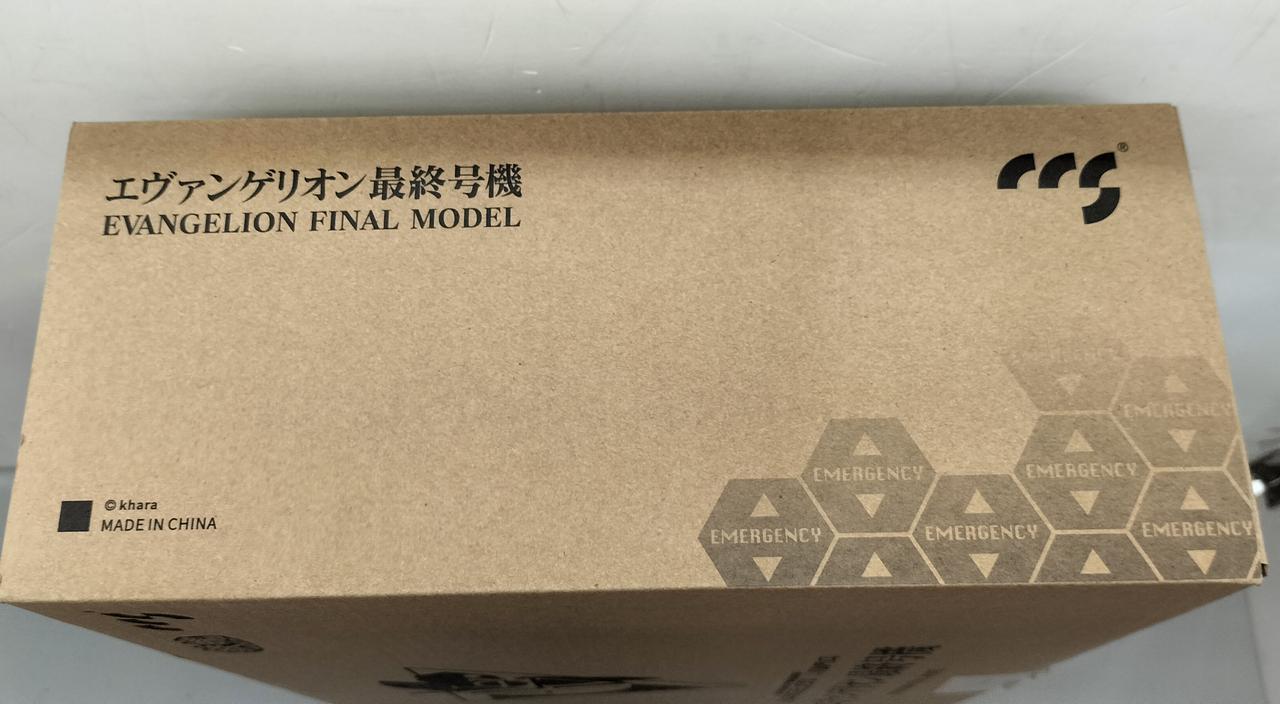 エヴァンゲリオン最終号機
EVANGELION FINAL MODEL
ccs®
EMERGENCY
EMERGENCY
EMERGENCY
EMERGENCY
EMERGENCY
EMERGENCY
© khara
MADE IN CHINA